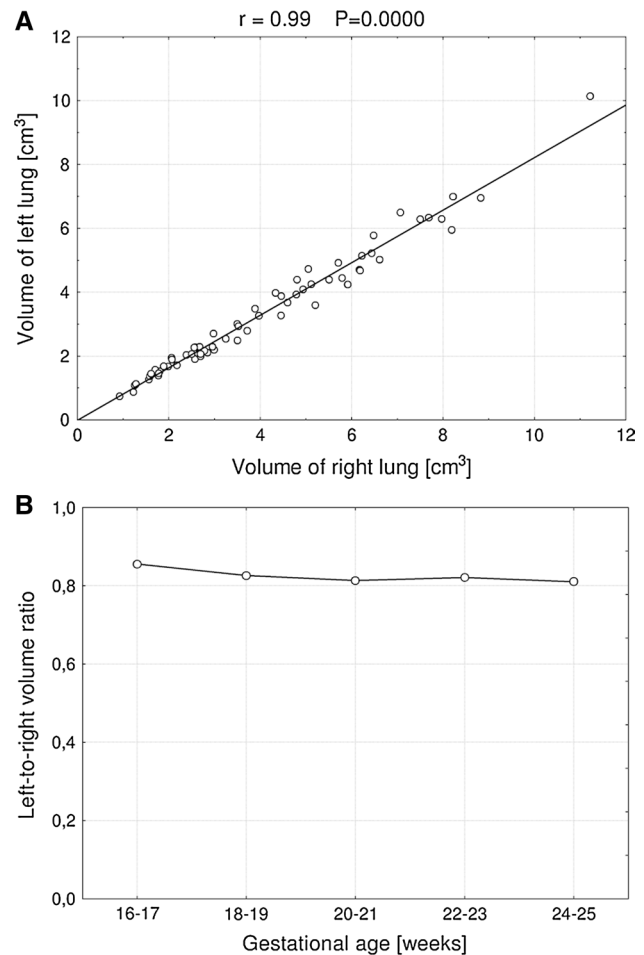 A
r = 0.99 P=0.0000
12
10
8
6
4
2
0
Volume of left lung [cm³]
0 2 4 6 8 10 12
Volume of right lung [cm³]
B
1,0
0,8
0,6
0,4
0,2
0,0
Left-to-right volume ratio
16-17 18-19 20-21 22-23 24-25
Gestational age [weeks]